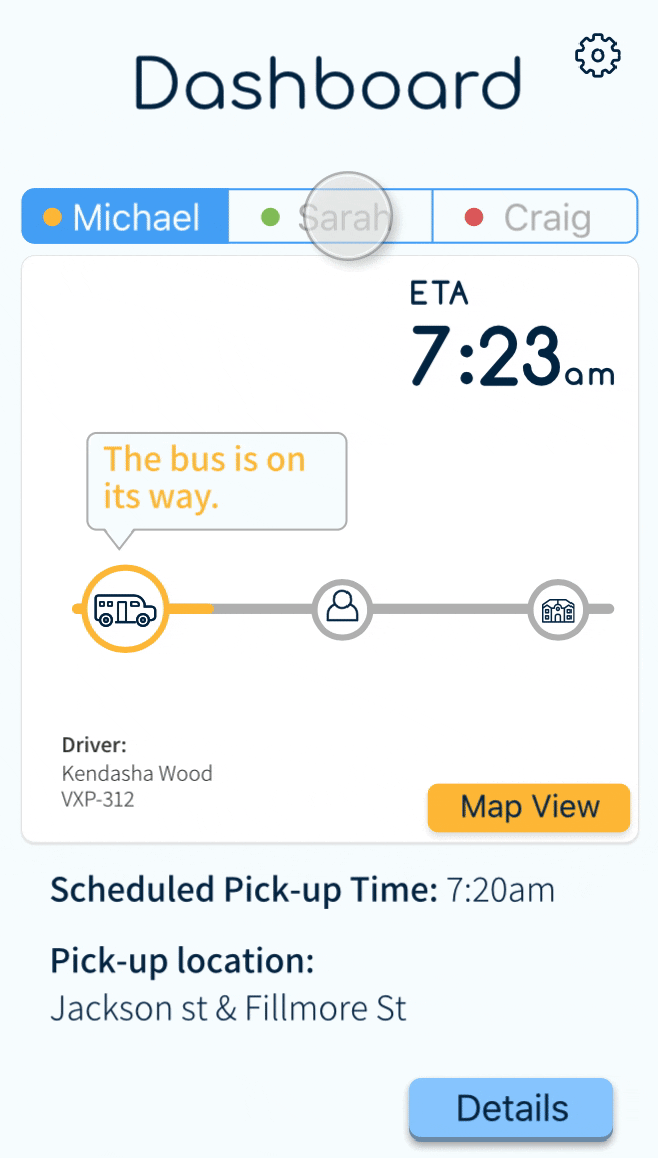 Dashboard
Michael
Sarah
Craig
ETA
7:23am
The bus is on
its way.
Driver:
Kendasha Wood
VXP-312
Map View
Scheduled Pick-up Time: 7:20am
Pick-up location:
Jackson st & Fillmore St
Details